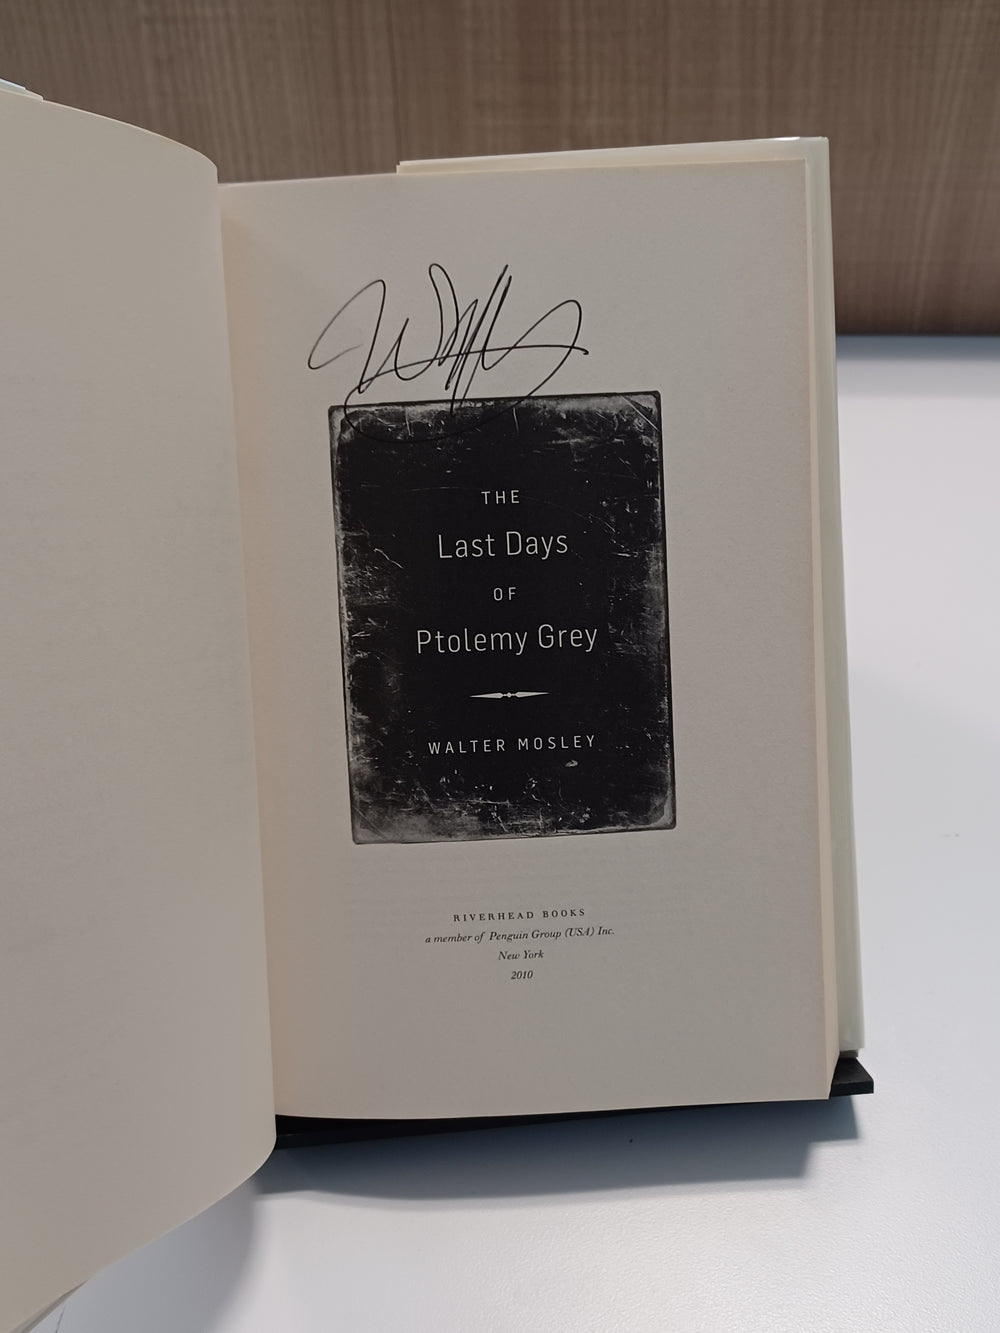 THE
Last Days
OF
Ptolemy Grey
WALTER MOSLEY
RIVERHEAD BOOKS
a member of Penguin Group (USA) Inc.
New York
2010